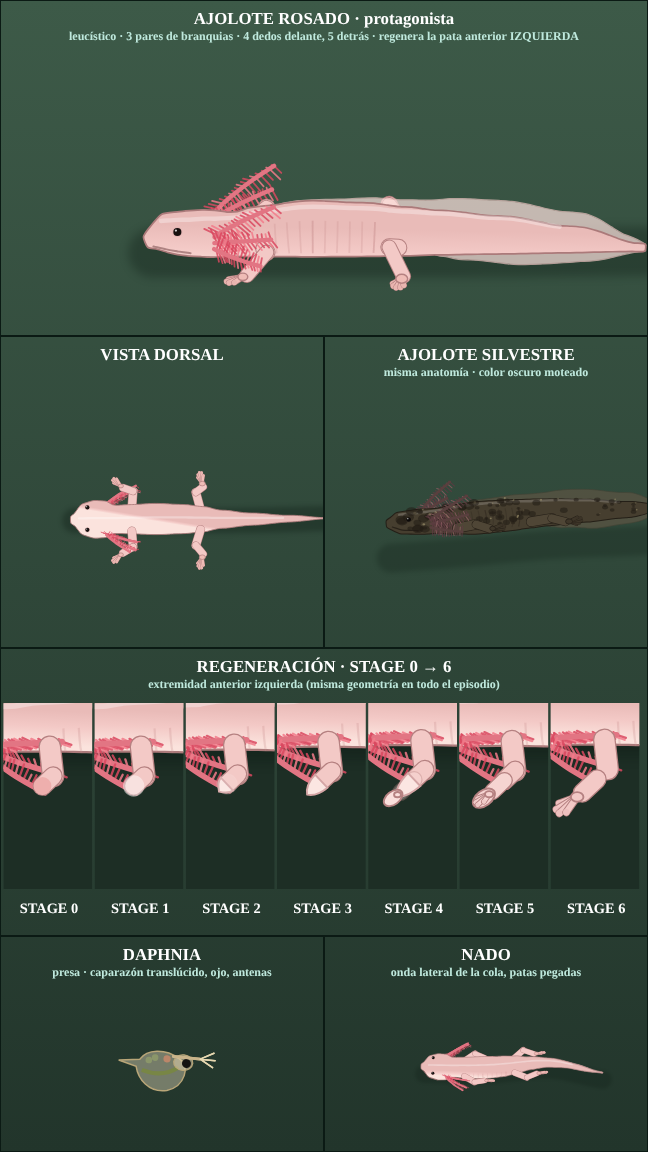 AJOLOTE ROSADO · protagonista
leucístico · 3 pares de branquias · 4 dedos delante, 5 detrás · regenera la pata anterior IZQUIERDA
VISTA DORSAL
AJOLOTE SILVESTRE
misma anatomía · color oscuro moteado
REGENERACIÓN · STAGE 0 → 6
extremidad anterior izquierda (misma geometría en todo el episodio)
STAGE 0
STAGE 1
STAGE 2
STAGE 3
STAGE 4
STAGE 5
STAGE 6
DAPHNIA
presa · caparazón translúcido, ojo, antenas
NADO
onda lateral de la cola, patas pegadas